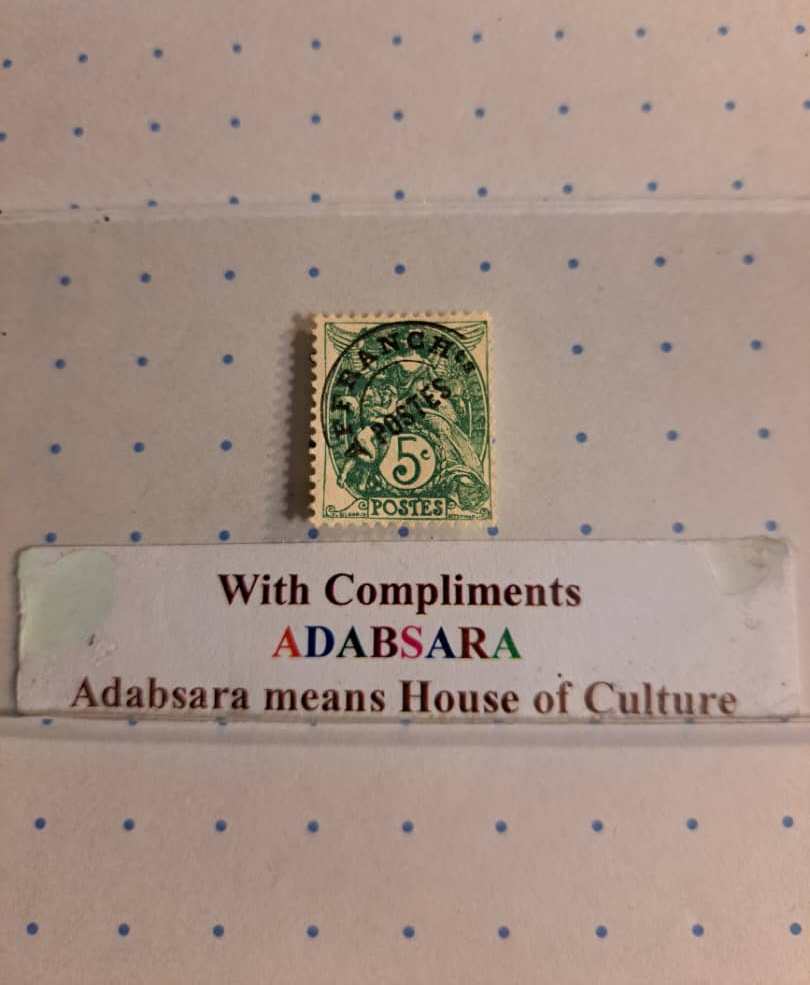 AFFRANCHts
POSTES
5c
POSTES
With Compliments
ADABSARA
Adabsara means House of Culture